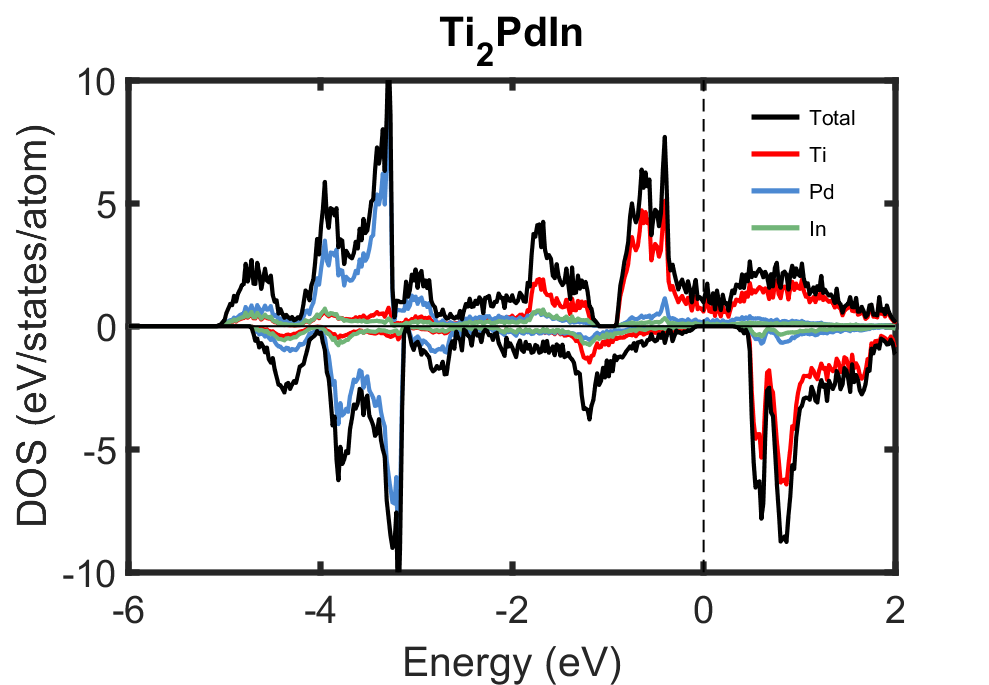 Ti2PdIn
DOS (eV/states/atom)
10
5
0
-5
-10
Total
Ti
Pd
In
-6
-4
-2
0
2
Energy (eV)